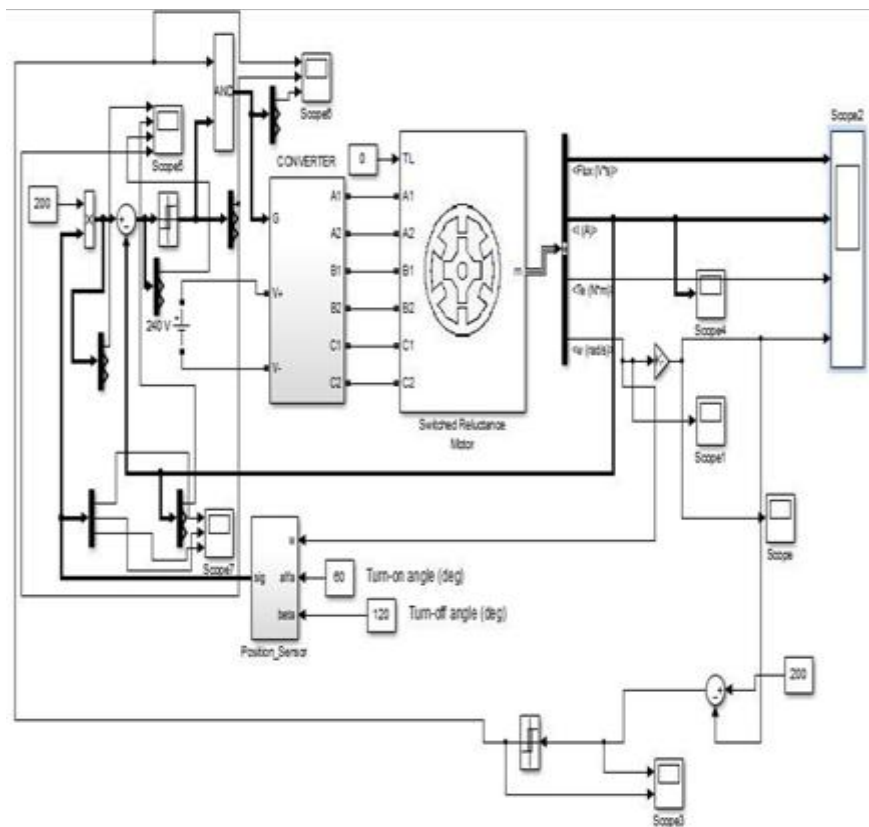 Scope2
AND
Scope6
Scope5
CONVERTER
0
TL
200
X
A1
A1
<Flux (V*s)>
G
A2
A2
<I (A)>
B1
B1
m
V+
B2
B2
<Te (N*m)>
240 V
Scope4
C1
C1
<w (rad/s)>
V-
C2
C2
Switched Reluctance
Motor
Scope1
w
Scope
Scope7
sig
alfa
60
Turn-on angle (deg)
beta
120
Turn-off angle (deg)
Position_Sensor
200
Scope3